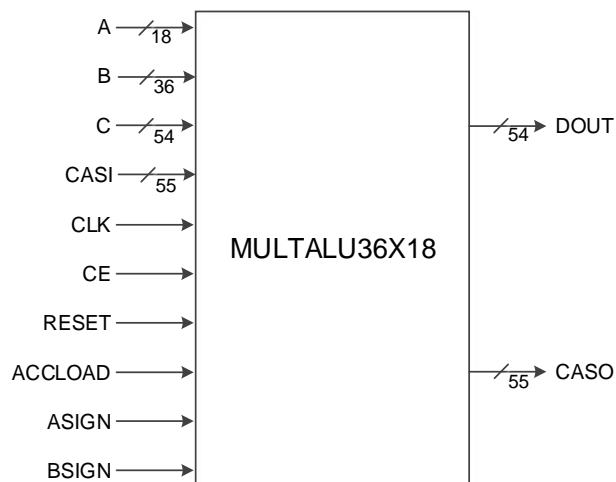 A
18
B
36
C
54
DOUT
54
CASI
55
CLK
MULTALU36X18
CE
RESET
ACCLOAD
CASO
55
ASIGN
BSIGN